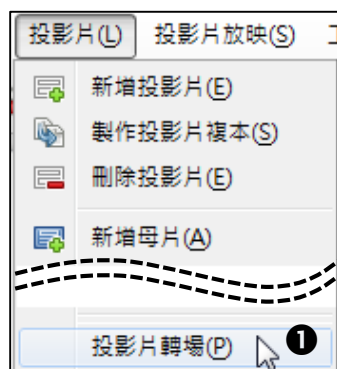 投影片(L) 投影片放映(S)
新增投影片(E)
製作投影片複本(S)
刪除投影片(E)
新增母片(A)
投影片轉場(P) ❶